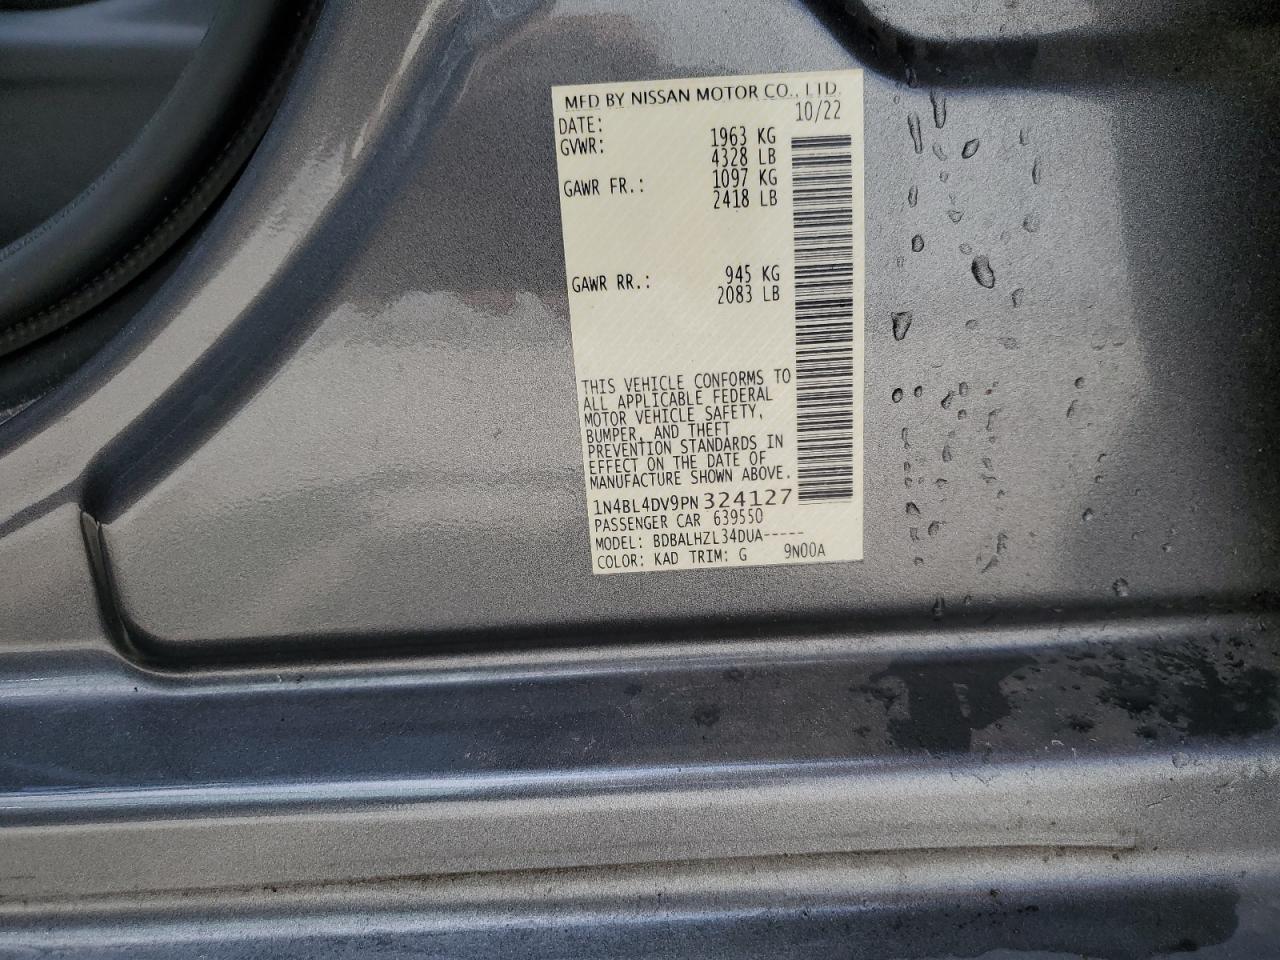 MFD BY NISSAN MOTOR CO., LTD.
DATE: 10/22
GVWR: 1963 KG
4328 LB
GAWR FR.: 1097 KG
2418 LB
GAWR RR.: 945 KG
2083 LB
THIS VEHICLE CONFORMS TO
ALL APPLICABLE FEDERAL
MOTOR VEHICLE SAFETY,
BUMPER, AND THEFT
PREVENTION STANDARDS IN
EFFECT ON THE DATE OF
MANUFACTURE SHOWN ABOVE.
1N4BL4DV9PN324127
PASSENGER CAR 639550
MODEL: BDBALHZL34DUA-----
COLOR: KAD TRIM: G 9N00A